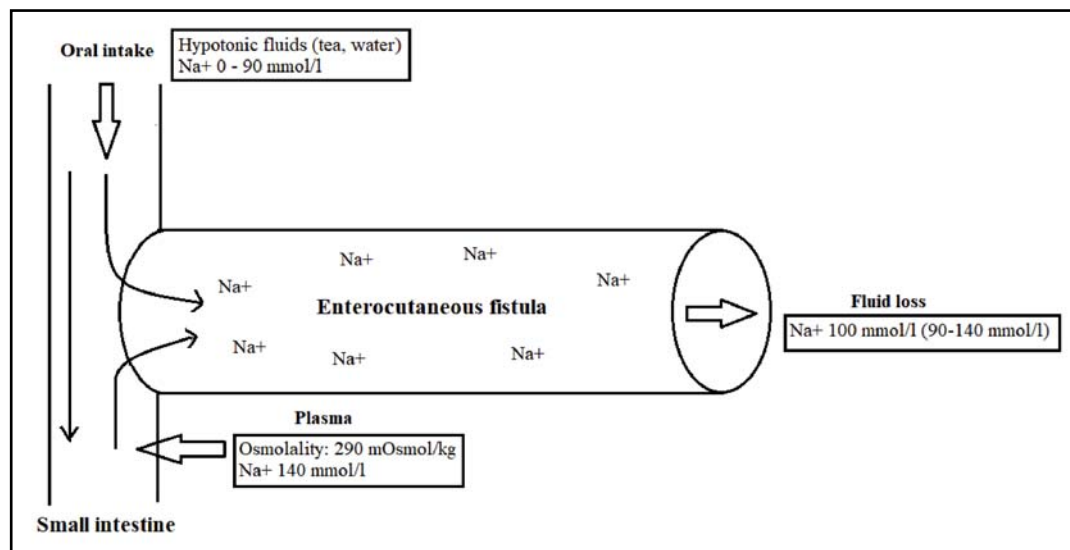 Oral intake
Hypotonic fluids (tea, water)
Na+ 0 - 90 mmol/l
Na+
Na+
Na+
Na+
Enterocutaneous fistula
Na+
Na+
Na+
Fluid loss
Na+ 100 mmol/l (90-140 mmol/l)
Plasma
Osmolality: 290 mOsmol/kg
Na+ 140 mmol/l
Small intestine